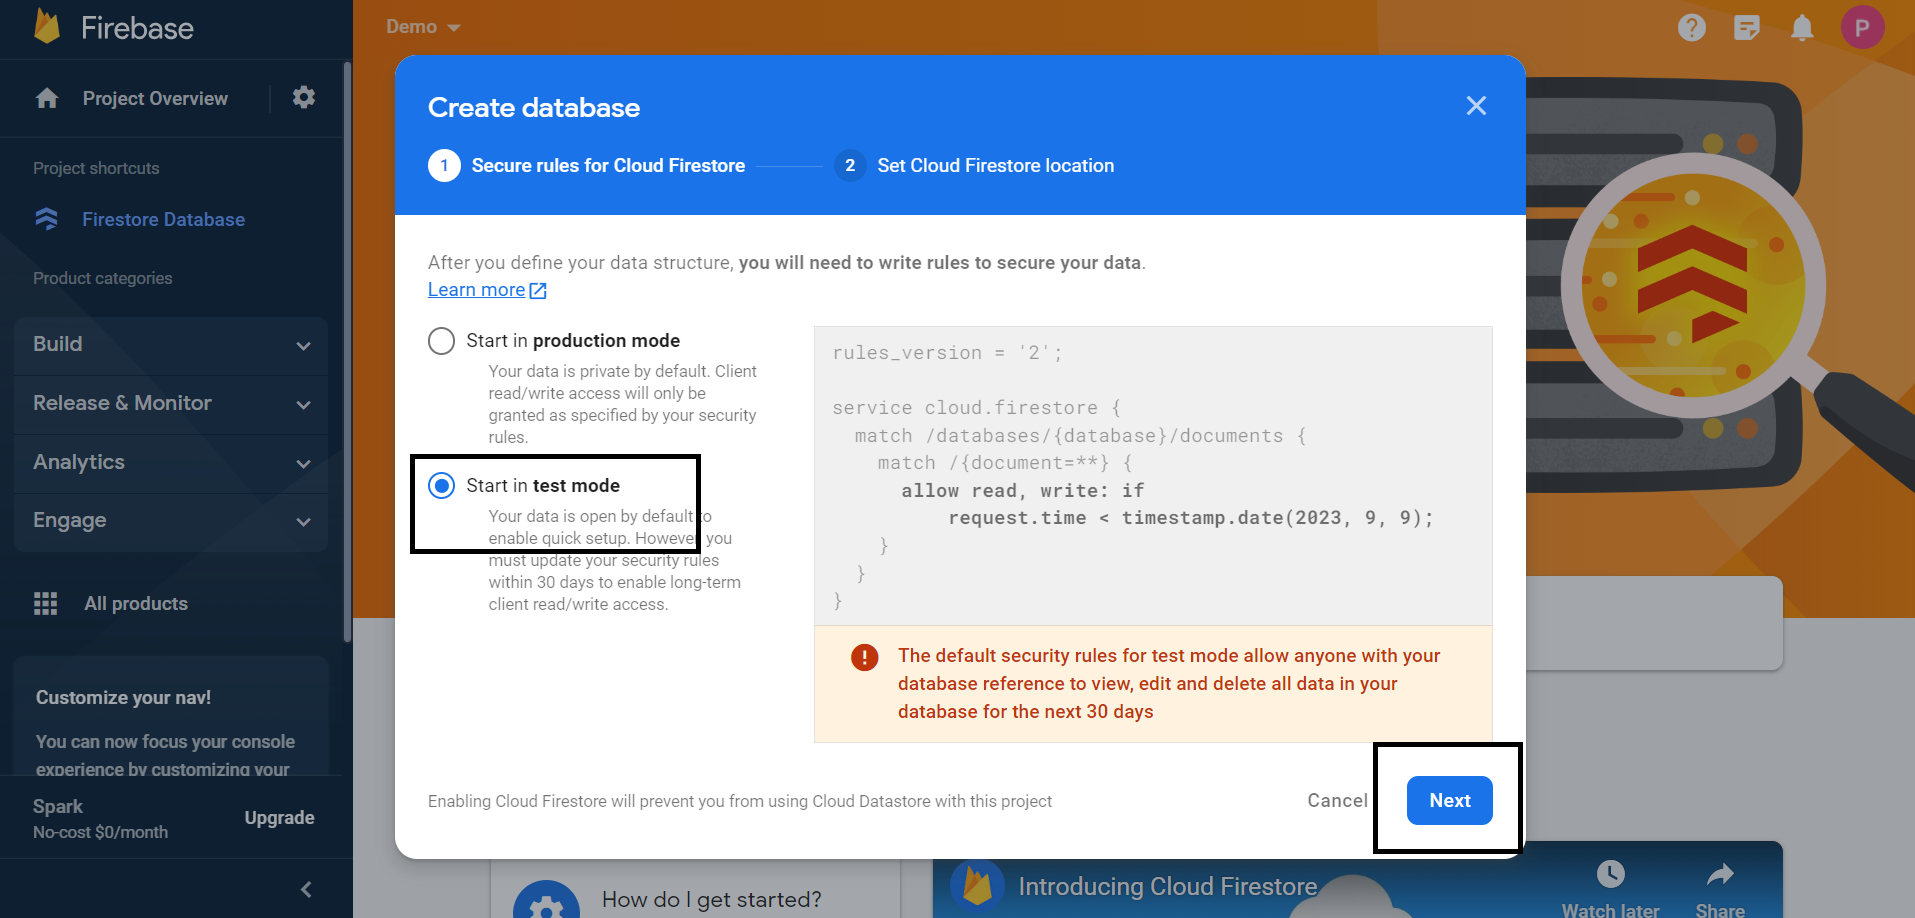 Firebase
Demo
P
Project Overview
Project shortcuts
Firestore Database
Product categories
Build
Release & Monitor
Analytics
Engage
All products
Customize your nav!
You can now focus your console
experience by customizing your
Spark
No-cost $0/month
Upgrade
Create database
1 Secure rules for Cloud Firestore
2 Set Cloud Firestore location
After you define your data structure, you will need to write rules to secure your data.
Learn more
Start in production mode
Your data is private by default. Client
read/write access will only be
granted as specified by your security
rules.
Start in test mode
Your data is open by default to
enable quick setup. However, you
must update your security rules
within 30 days to enable long-term
client read/write access.
rules_version = '2';
service cloud.firestore {
match /databases/{database}/documents {
match /{document=**} {
allow read, write: if
request.time < timestamp.date(2023, 9, 9);
}
}
}
The default security rules for test mode allow anyone with your
database reference to view, edit and delete all data in your
database for the next 30 days
Enabling Cloud Firestore will prevent you from using Cloud Datastore with this project
Cancel
Next
How do I get started?
Introducing Cloud Firestore
Watch later
Share